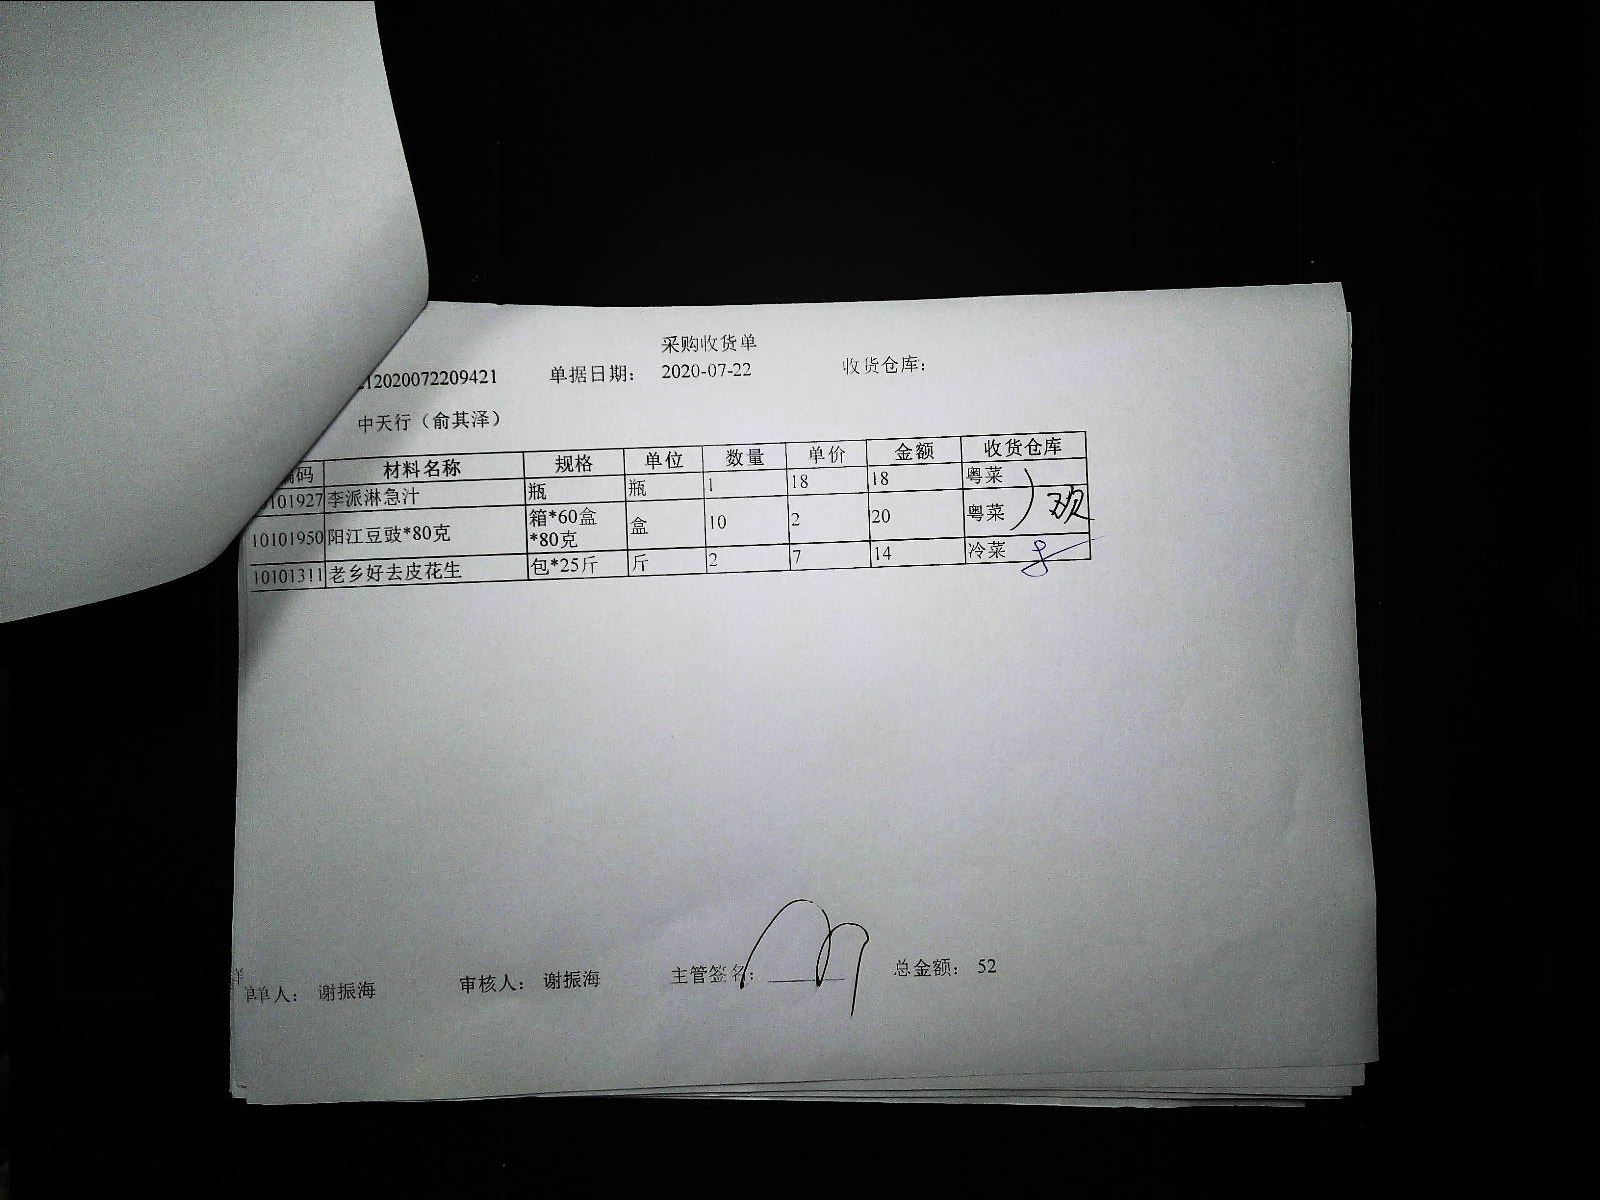 采购收货单
12020072209421 单据日期： 2020-07-22 收货仓库：
中天行（俞其泽）
编码 材料名称 规格 单位 数量 单价 金额 收货仓库
0101927 李派淋急汁 瓶 瓶 1 18 18 粤菜
10101950 阳江豆豉*80克 箱*60盒*80克 盒 10 2 20 粤菜
10101311 老乡好去皮花生 包*25斤 斤 2 7 14 冷菜
单人： 谢振海 审核人： 谢振海 主管签名： 总金额： 52